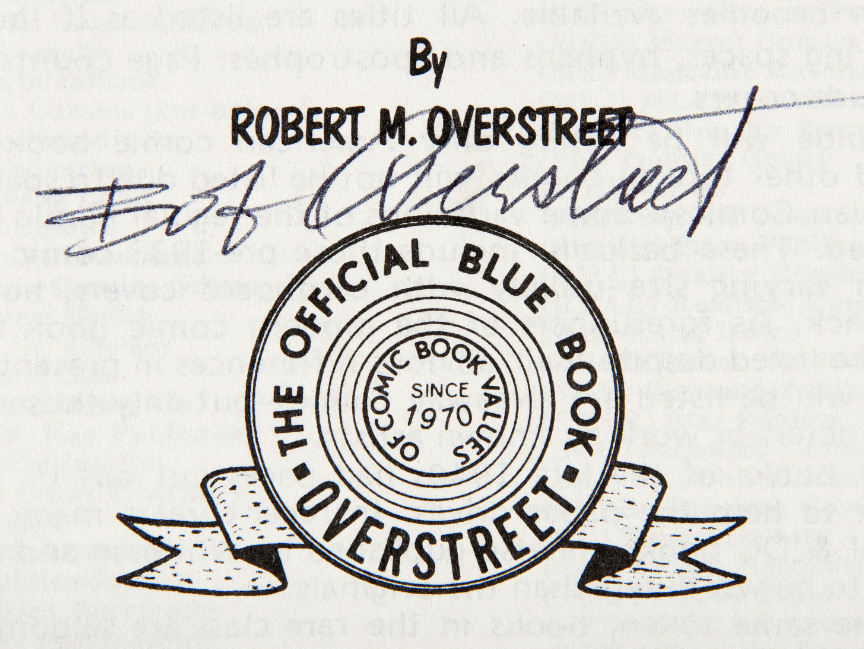 By
ROBERT M. OVERSTREET
Bob Overstreet
THE OFFICIAL BLUE BOOK
OF COMIC BOOK VALUES
SINCE
1970
▪ OVERSTREET ▪